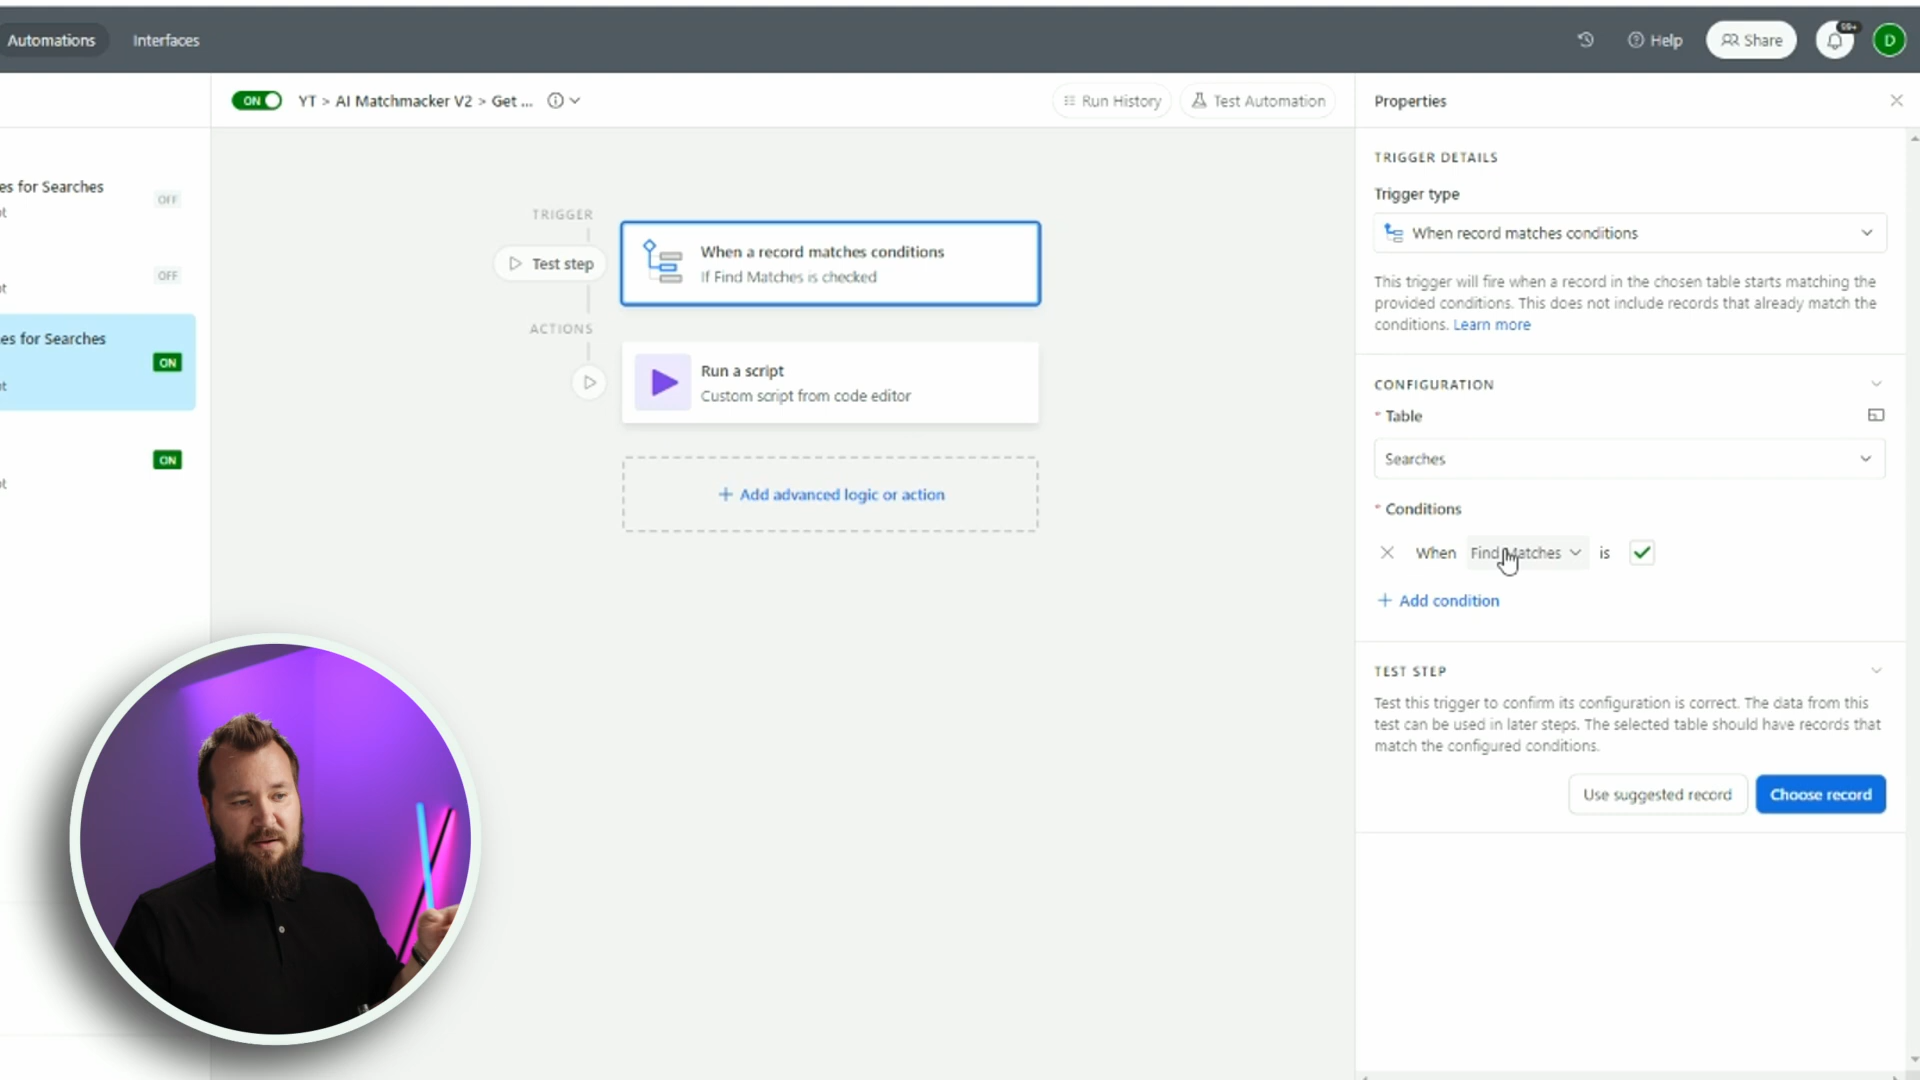 Automations
Interfaces
Help
Share
99+
D
ON
YT > AI Matchmacker V2 > Get ...
Run History
Test Automation
Properties
es for Searches
OFF
OFF
es for Searches
ON
ON
TRIGGER
Test step
When a record matches conditions
If Find Matches is checked
ACTIONS
Run a script
Custom script from code editor
+ Add advanced logic or action
TRIGGER DETAILS
Trigger type
When record matches conditions
This trigger will fire when a record in the chosen table starts matching the
provided conditions. This does not include records that already match the
conditions. Learn more
CONFIGURATION
* Table
Searches
* Conditions
When Find Matches is
+ Add condition
TEST STEP
Test this trigger to confirm its configuration is correct. The data from this
test can be used in later steps. The selected table should have records that
match the configured conditions.
Use suggested record
Choose record